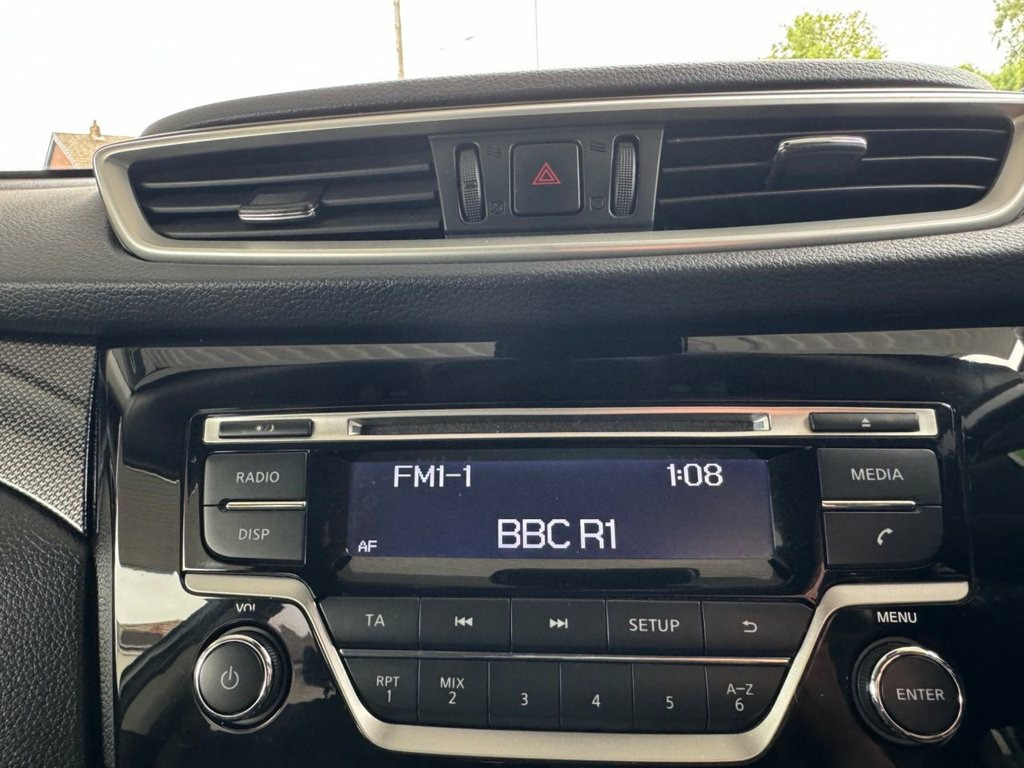 RADIO
DISP
FM1-1 1:08
BBC R1
AF
MEDIA
VOL
TA
SETUP
MENU
RPT
1
MIX
2
3
4
5
A-Z
6
ENTER